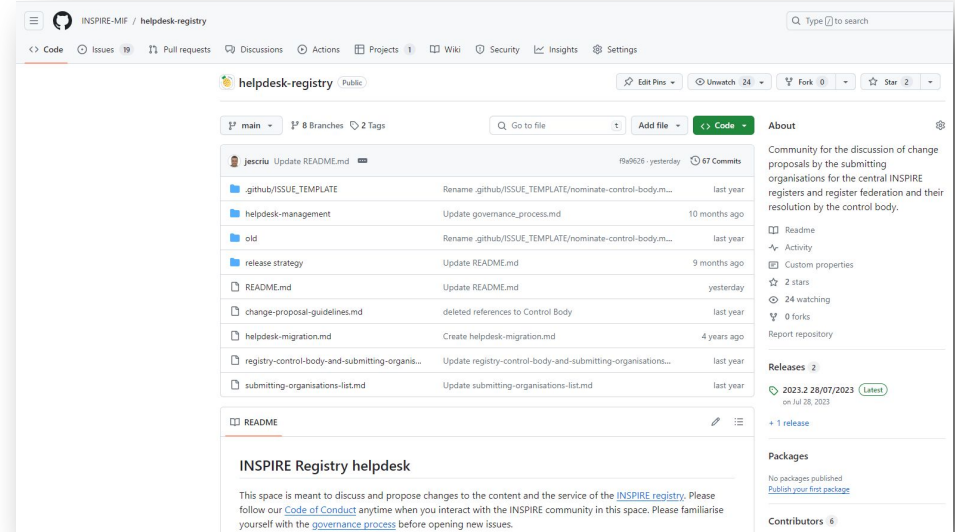 INSPIRE-MIF / helpdesk-registry
Type / to search
Code Issues 19 Pull requests Discussions Actions Projects 1 Wiki Security Insights Settings
helpdesk-registry Public
Edit Pins Unwatch 24 Fork 0 Star 2
main 8 Branches 2 Tags
Go to file t
Add file
Code
jescriu Update README.md
f9a9626 · yesterday 67 Commits
.github/ISSUE_TEMPLATE Rename .github/ISSUE_TEMPLATE/nominate-control-body.m... last year
helpdesk-management Update governance_process.md 10 months ago
old Rename .github/ISSUE_TEMPLATE/nominate-control-body.m... last year
release strategy Update README.md 9 months ago
README.md Update README.md yesterday
change-proposal-guidelines.md deleted references to Control Body last year
helpdesk-migration.md Create helpdesk-migration.md 4 years ago
registry-control-body-and-submitting-organis... Update registry-control-body-and-submitting-organisations... last year
submitting-organisations-list.md Update submitting-organisations-list.md last year
README
INSPIRE Registry helpdesk
This space is meant to discuss and propose changes to the content and the service of the INSPIRE registry. Please
follow our Code of Conduct anytime when you interact with the INSPIRE community in this space. Please familiarise
yourself with the governance process before opening new issues.
About
Community for the discussion of change
proposals by the submitting
organisations for the central INSPIRE
registers and register federation and their
resolution by the control body.
Readme
Activity
Custom properties
2 stars
24 watching
0 forks
Report repository
Releases 2
2023.2 28/07/2023 Latest
on Jul 28, 2023
+ 1 release
Packages
No packages published
Publish your first package
Contributors 6